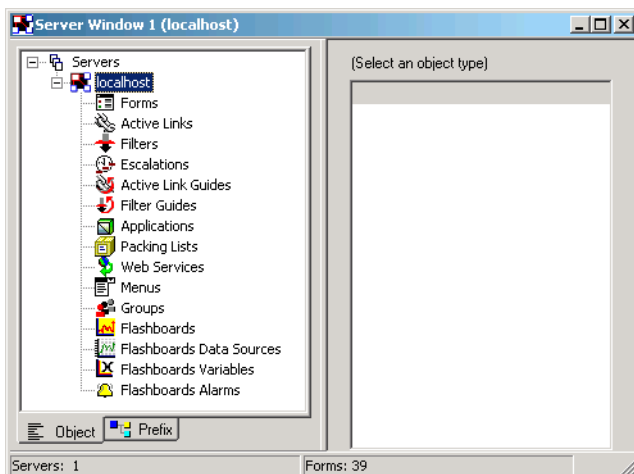 Server Window 1 (localhost)
Servers
localhost
Forms
Active Links
Filters
Escalations
Active Link Guides
Filter Guides
Applications
Packing Lists
Web Services
Menus
Groups
Flashboards
Flashboards Data Sources
Flashboards Variables
Flashboards Alarms
(Select an object type)
Object
Prefix
Servers: 1
Forms: 39